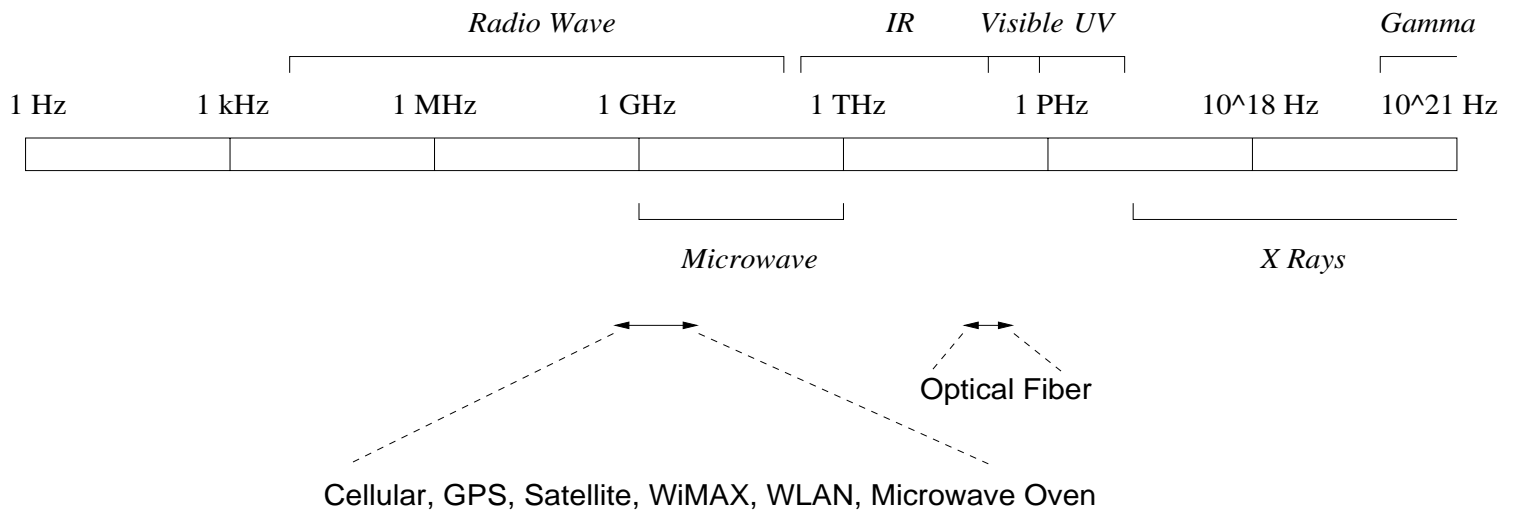 Radio Wave IR Visible UV Gamma
1 Hz 1 kHz 1 MHz 1 GHz 1 THz 1 PHz 10^18 Hz 10^21 Hz
Microwave X Rays
Optical Fiber
Cellular, GPS, Satellite, WiMAX, WLAN, Microwave Oven